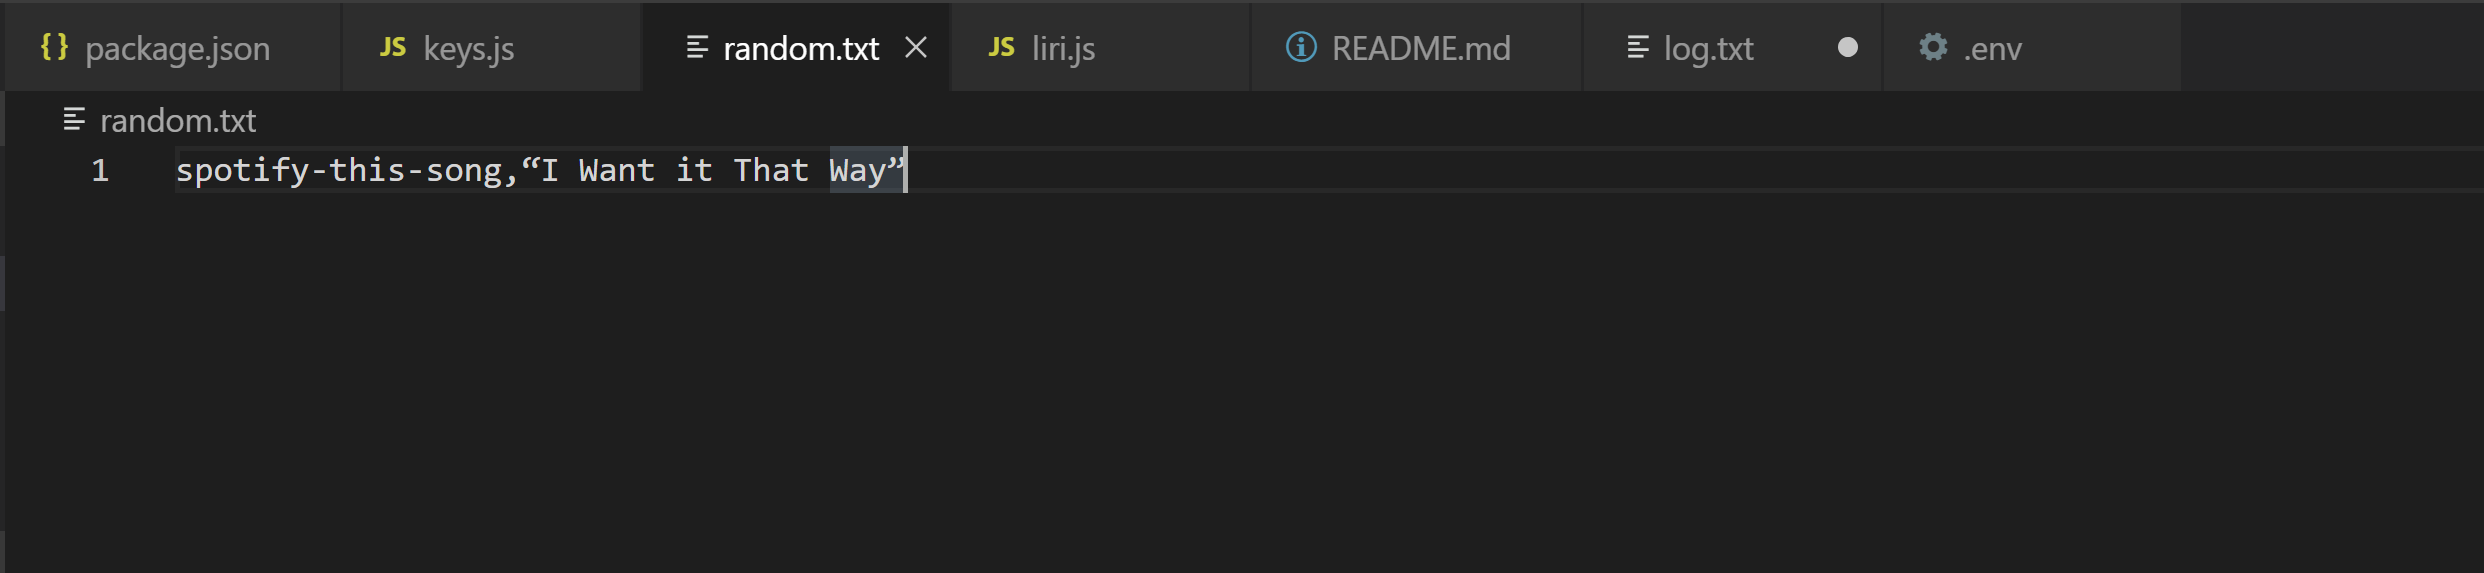 { } package.json JS keys.js random.txt JS liri.js README.md log.txt .env
random.txt
1 spotify-this-song,“I Want it That Way”